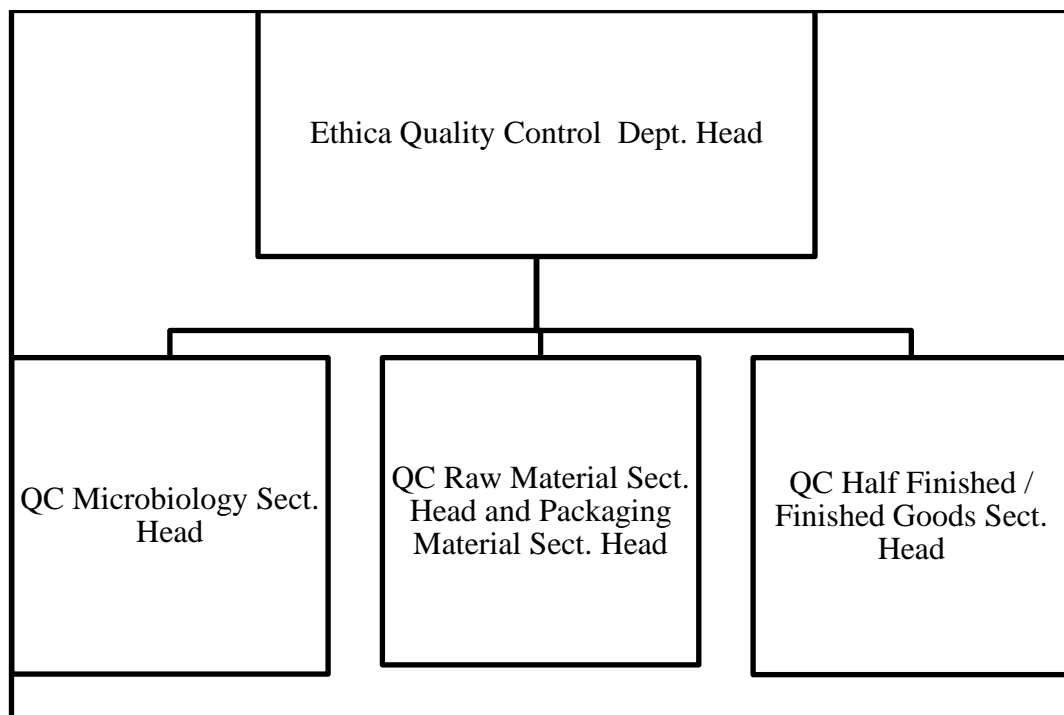 Ethica Quality Control  Dept. Head
QC Microbiology Sect.
Head
QC Raw Material Sect.
Head and Packaging
Material Sect. Head
QC Half Finished /
Finished Goods Sect.
Head